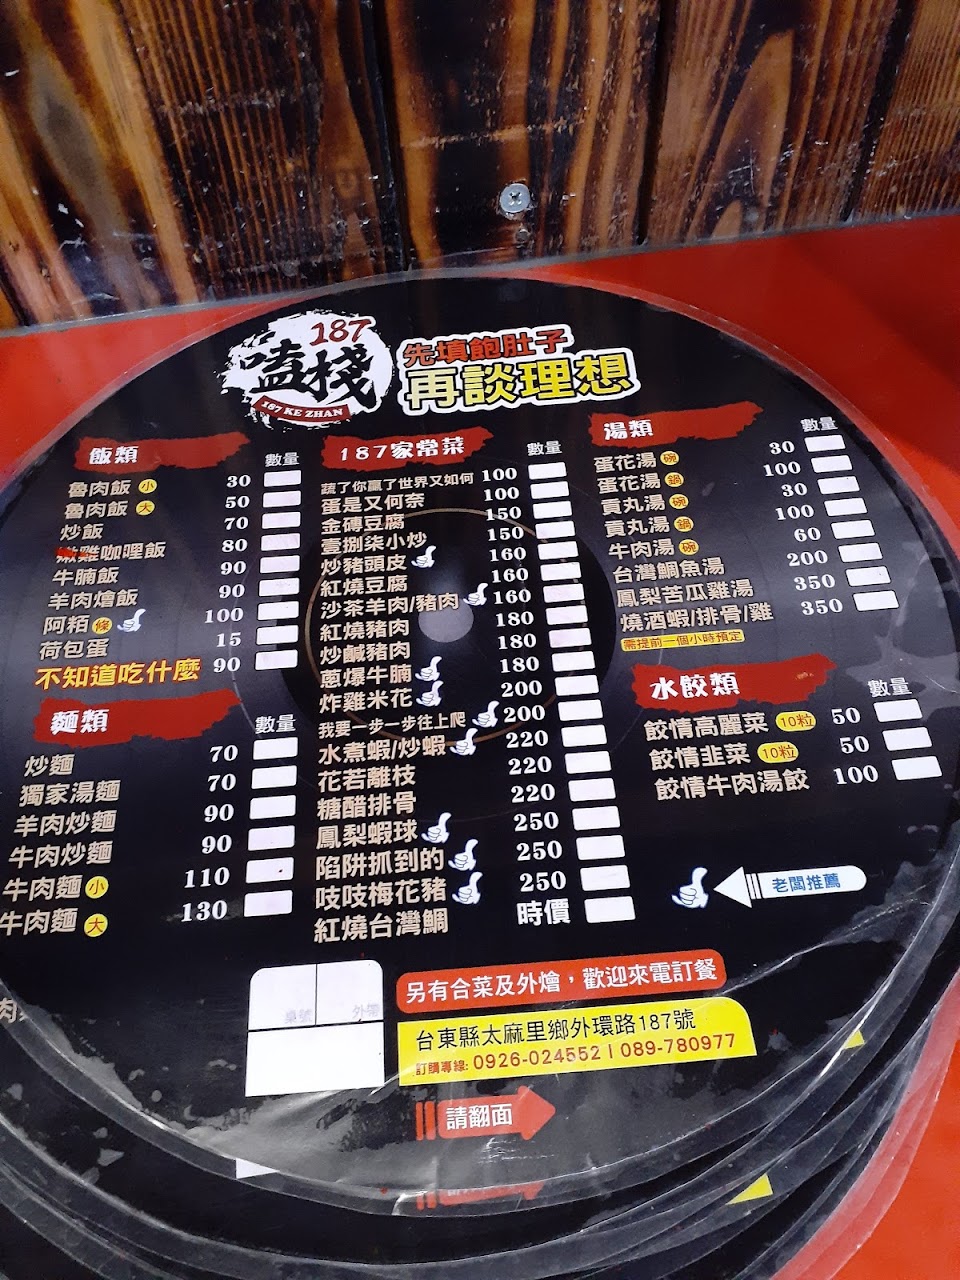 187
嗑棧
187 KE ZHAN
先填飽肚子
再談理想
飯類 數量
魯肉飯 小 30
魯肉飯 大 50
炒飯 70
嫩雞咖哩飯 80
牛腩飯 90
羊肉燴飯 90
阿粨 條 100
荷包蛋 15
不知道吃什麼 90
麵類 數量
炒麵 70
獨家湯麵 70
羊肉炒麵 90
牛肉炒麵 90
牛肉麵 小 110
牛肉麵 大 130
187家常菜 數量
蔬了你贏了世界又如何 100
蛋是又何奈 100
金磚豆腐 150
壹捌柒小炒 150
炒豬頭皮 160
紅燒豆腐 160
沙茶羊肉/豬肉 160
紅燒豬肉 180
炒鹹豬肉 180
蔥爆牛腩 180
炸雞米花 200
我要一步一步往上爬 200
水煮蝦/炒蝦 220
花若離枝 220
糖醋排骨 220
鳳梨蝦球 250
陷阱抓到的 250
吱吱梅花豬 250
紅燒台灣鯛 時價
湯類 數量
蛋花湯 碗 30
蛋花湯 鍋 100
貢丸湯 碗 30
貢丸湯 鍋 100
牛肉湯 碗 60
台灣鯛魚湯 200
鳳梨苦瓜雞湯 350
燒酒蝦/排骨/雞 350
需提前一個小時預定
水餃類 數量
餃情高麗菜 10粒 50
餃情韭菜 10粒 50
餃情牛肉湯餃 100
老闆推薦
桌號 外帶
另有合菜及外燴，歡迎來電訂餐
台東縣太麻里鄉外環路187號
訂購專線: 0926-024552 | 089-780977
請翻面